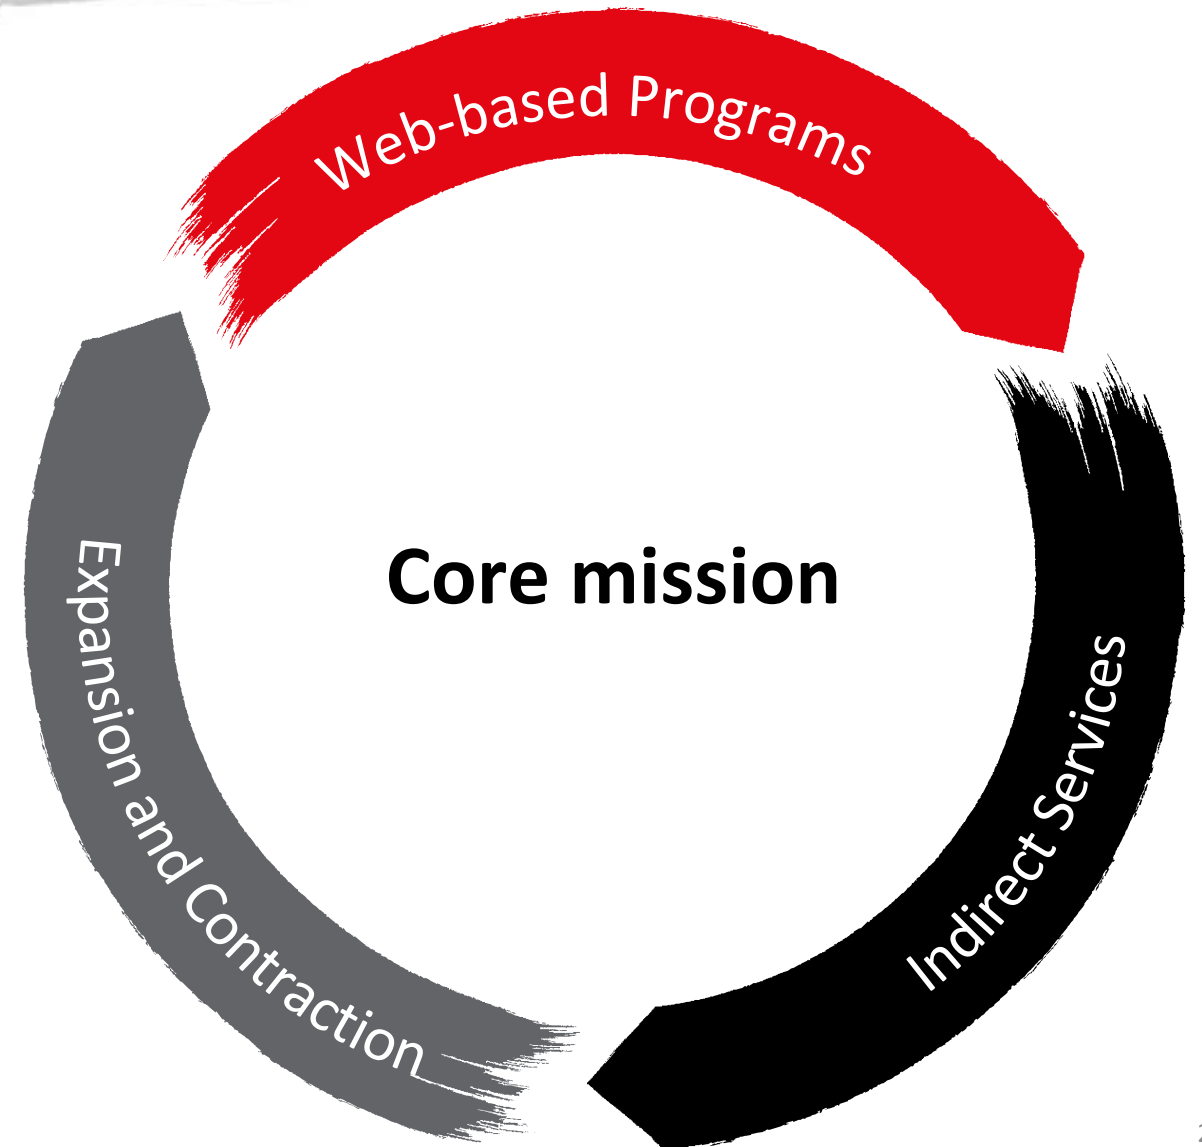 Web-based Programs
Core mission
Indirect Services
Expansion and Contraction